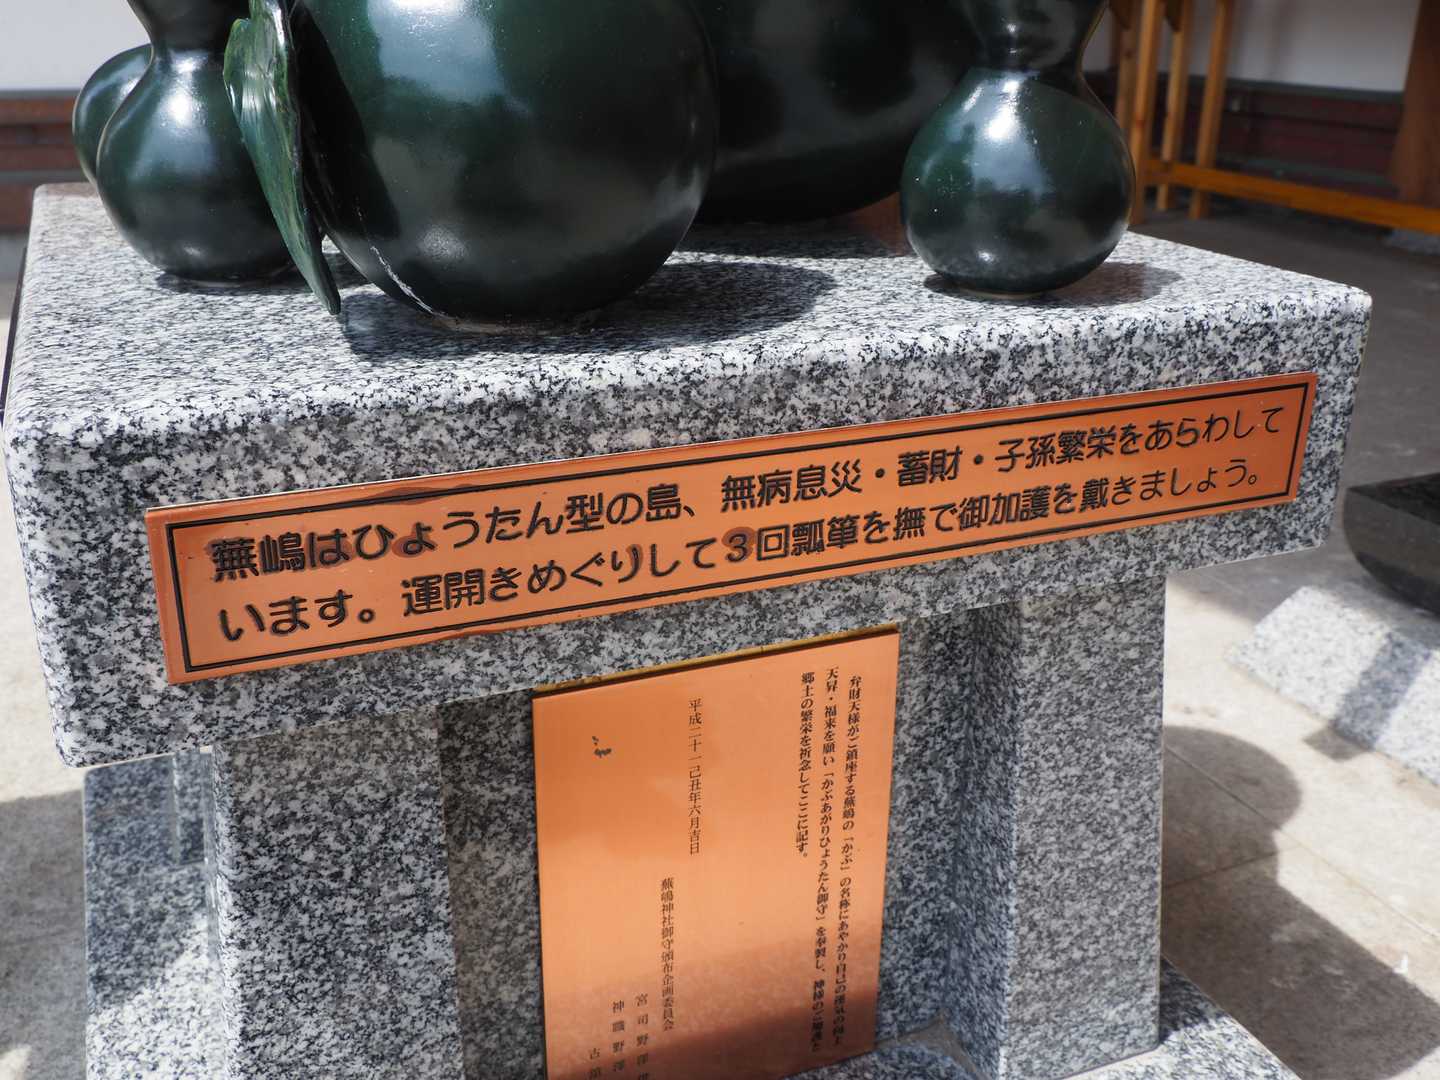 蕪嶋はひょうたん型の島、無病息災・蓄財・子孫繁栄をあらわして
います。運開きめぐりして3回瓢箪を撫で御加護を戴きましょう。
弁財天様がご鎮座する蕪嶋の「かぶ」の名称にあやかり自己の運気の向上
天昇・福来を願い「かぶあがりひょうたん御守」を奉製し、神様のご加護と
郷土の繁栄を祈念してここに記す。
平成二十一己丑年六月吉日
蕪嶋神社御守頒布企画委員会
宮司野澤
神職野澤
古